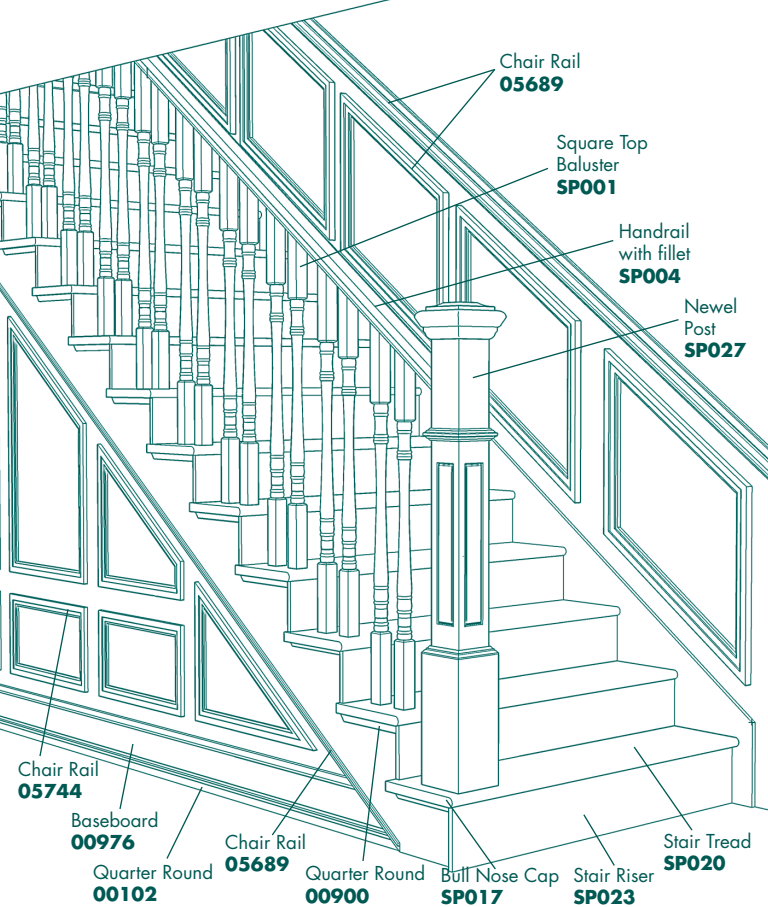 Chair Rail
05689
Square Top
Baluster
SP001
Handrail
with fillet
SP004
Newel
Post
SP027
Chair Rail
05744
Baseboard
00976
Quarter Round
00102
Chair Rail
05689
Quarter Round
00900
Bull Nose Cap
SP017
Stair Riser
SP023
Stair Tread
SP020